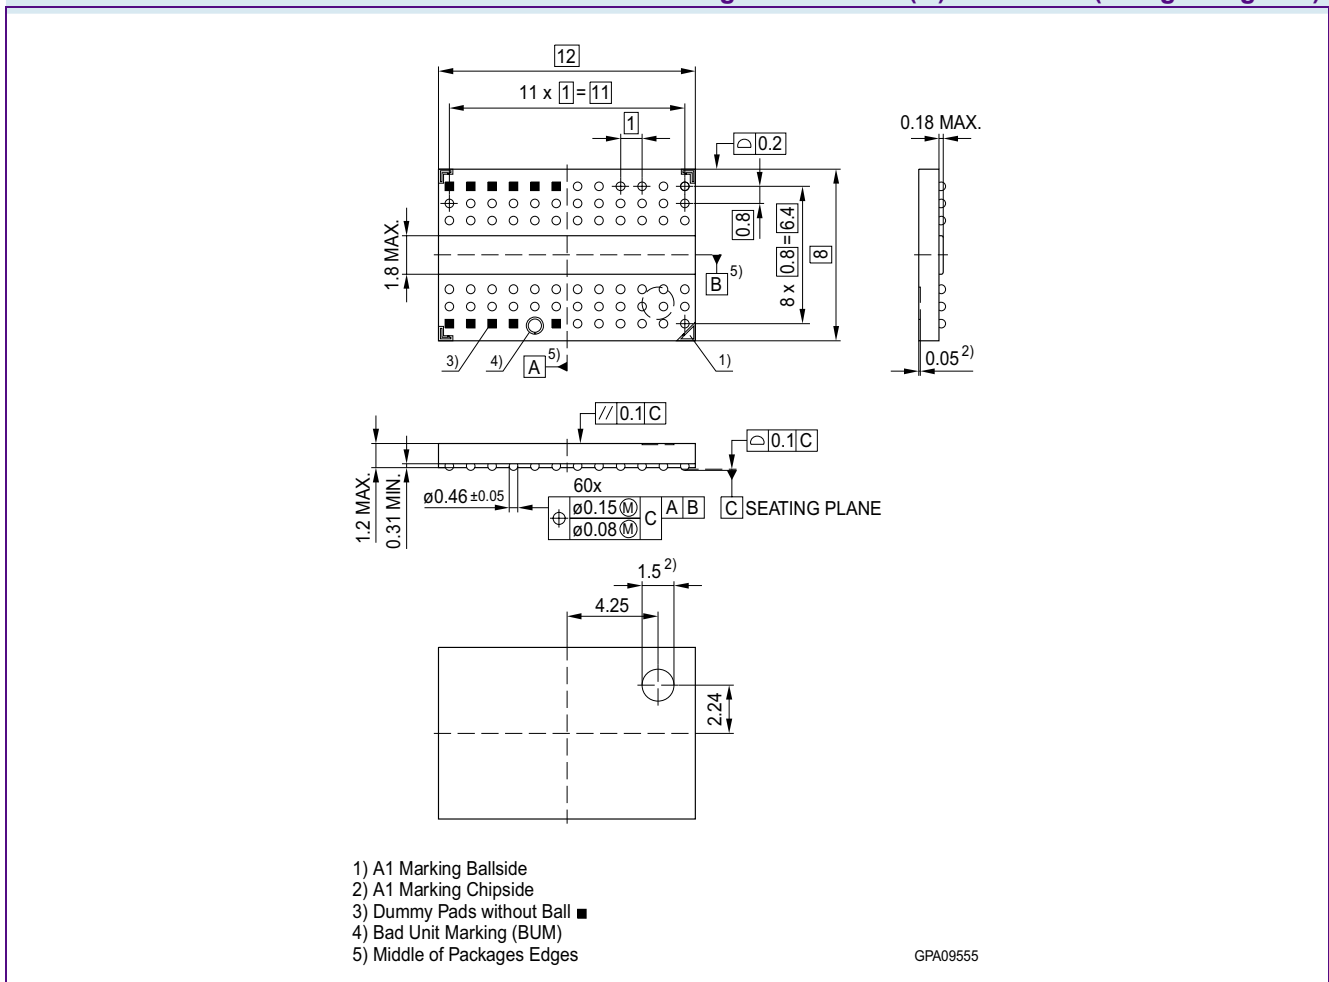 12
11 x 1 = 11
1
0.18 MAX.
0.2
1.8 MAX.
0.8
8 x 0.8 = 6.4
8
B 5)
3)
4)
A 5)
1)
0.05 2)
// 0.1 C
0.1 C
1.2 MAX.
0.31 MIN.
ø0.46 ±0.05
60x
ø0.15 Ⓜ C A B
ø0.08 Ⓜ
C SEATING PLANE
1.5 2)
4.25
2.24
1) A1 Marking Ballside
2) A1 Marking Chipside
3) Dummy Pads without Ball ■
4) Bad Unit Marking (BUM)
5) Middle of Packages Edges
GPA09555